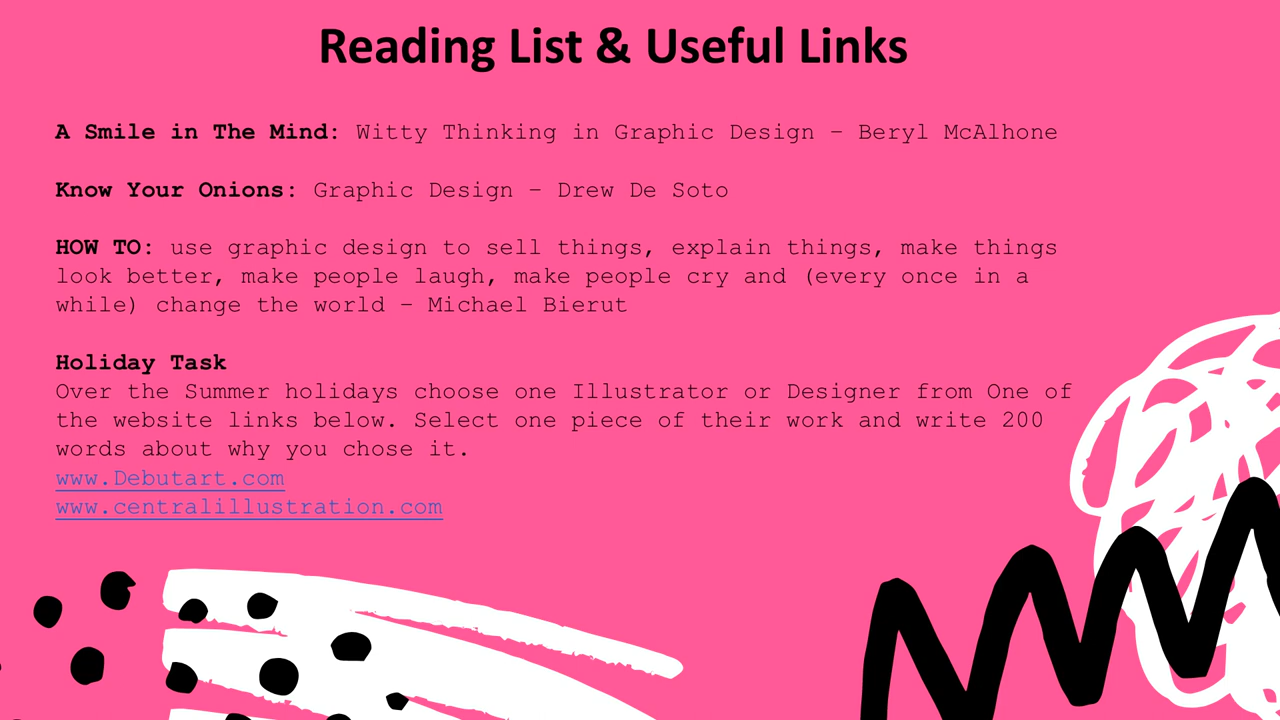 Reading List & Useful Links
A Smile in The Mind: Witty Thinking in Graphic Design – Beryl McAlhone
Know Your Onions: Graphic Design – Drew De Soto
HOW TO: use graphic design to sell things, explain things, make things
look better, make people laugh, make people cry and (every once in a
while) change the world – Michael Bierut
Holiday Task
Over the Summer holidays choose one Illustrator or Designer from One of
the website links below. Select one piece of their work and write 200
words about why you chose it.
www.Debutart.com
www.centralillustration.com